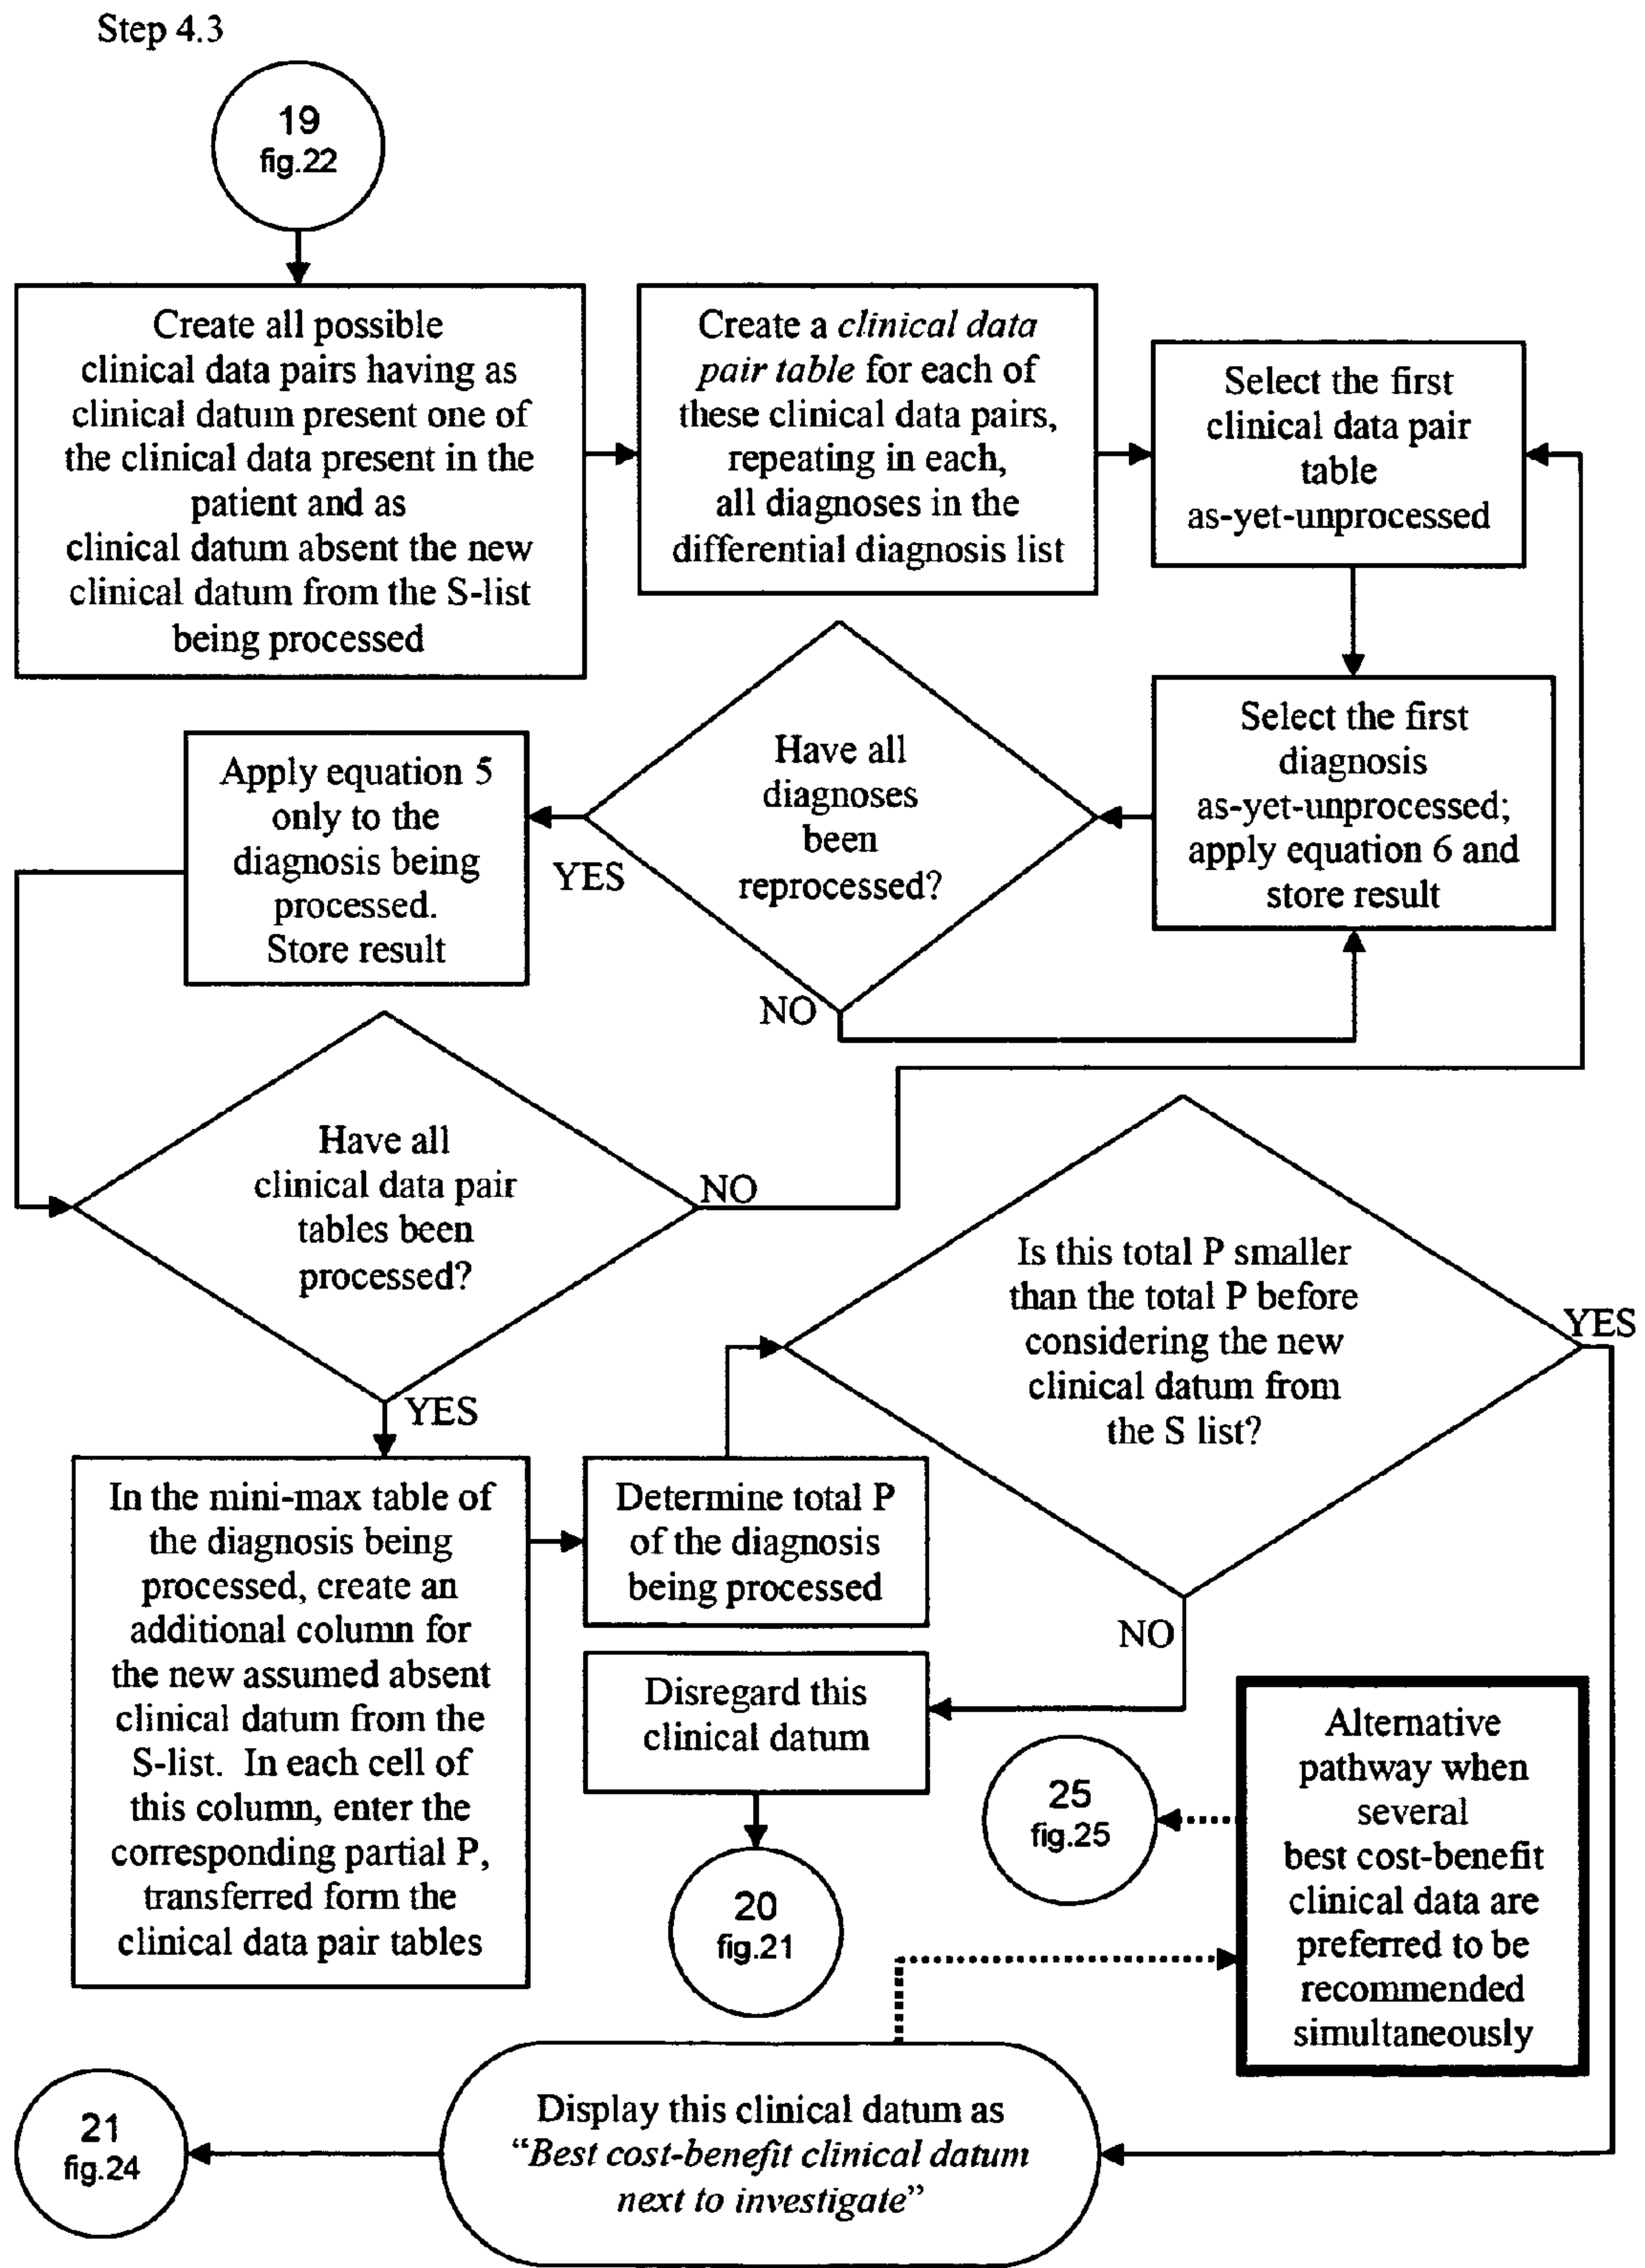 Step 4.3
19
fig.22
Create all possible
clinical data pairs having as
clinical datum present one of
the clinical data present in the
patient and as
clinical datum absent the new
clinical datum from the S-list
being processed
Create a clinical data
pair table for each of
these clinical data pairs,
repeating in each,
all diagnoses in the
differential diagnosis list
Select the first
clinical data pair
table
as-yet-unprocessed
Select the first
diagnosis
as-yet-unprocessed;
apply equation 6 and
store result
Have all
diagnoses
been
reprocessed?
YES
NO
Apply equation 5
only to the
diagnosis being
processed.
Store result
Have all
clinical data pair
tables been
processed?
NO
YES
In the mini-max table of
the diagnosis being
processed, create an
additional column for
the new assumed absent
clinical datum from the
S-list. In each cell of
this column, enter the
corresponding partial P,
transferred form the
clinical data pair tables
Determine total P
of the diagnosis
being processed
Is this total P smaller
than the total P before
considering the new
clinical datum from
the S list?
YES
NO
Disregard this
clinical datum
20
fig.21
25
fig.25
Alternative
pathway when
several
best cost-benefit
clinical data are
preferred to be
recommended
simultaneously
Display this clinical datum as
“Best cost-benefit clinical datum
next to investigate”
21
fig.24